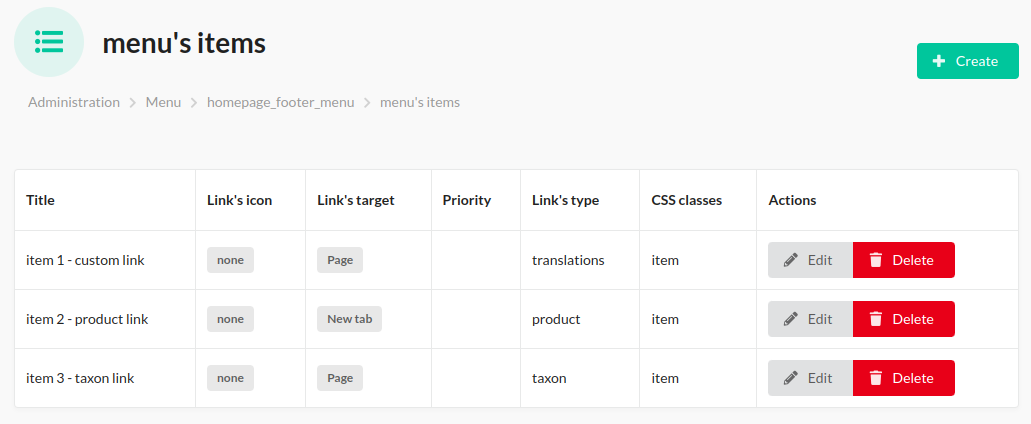 menu's items
Create
Administration > Menu > homepage_footer_menu > menu's items
Title Link's icon Link's target Priority Link's type CSS classes Actions
item 1 - custom link none Page translations item Edit Delete
item 2 - product link none New tab product item Edit Delete
item 3 - taxon link none Page taxon item Edit Delete